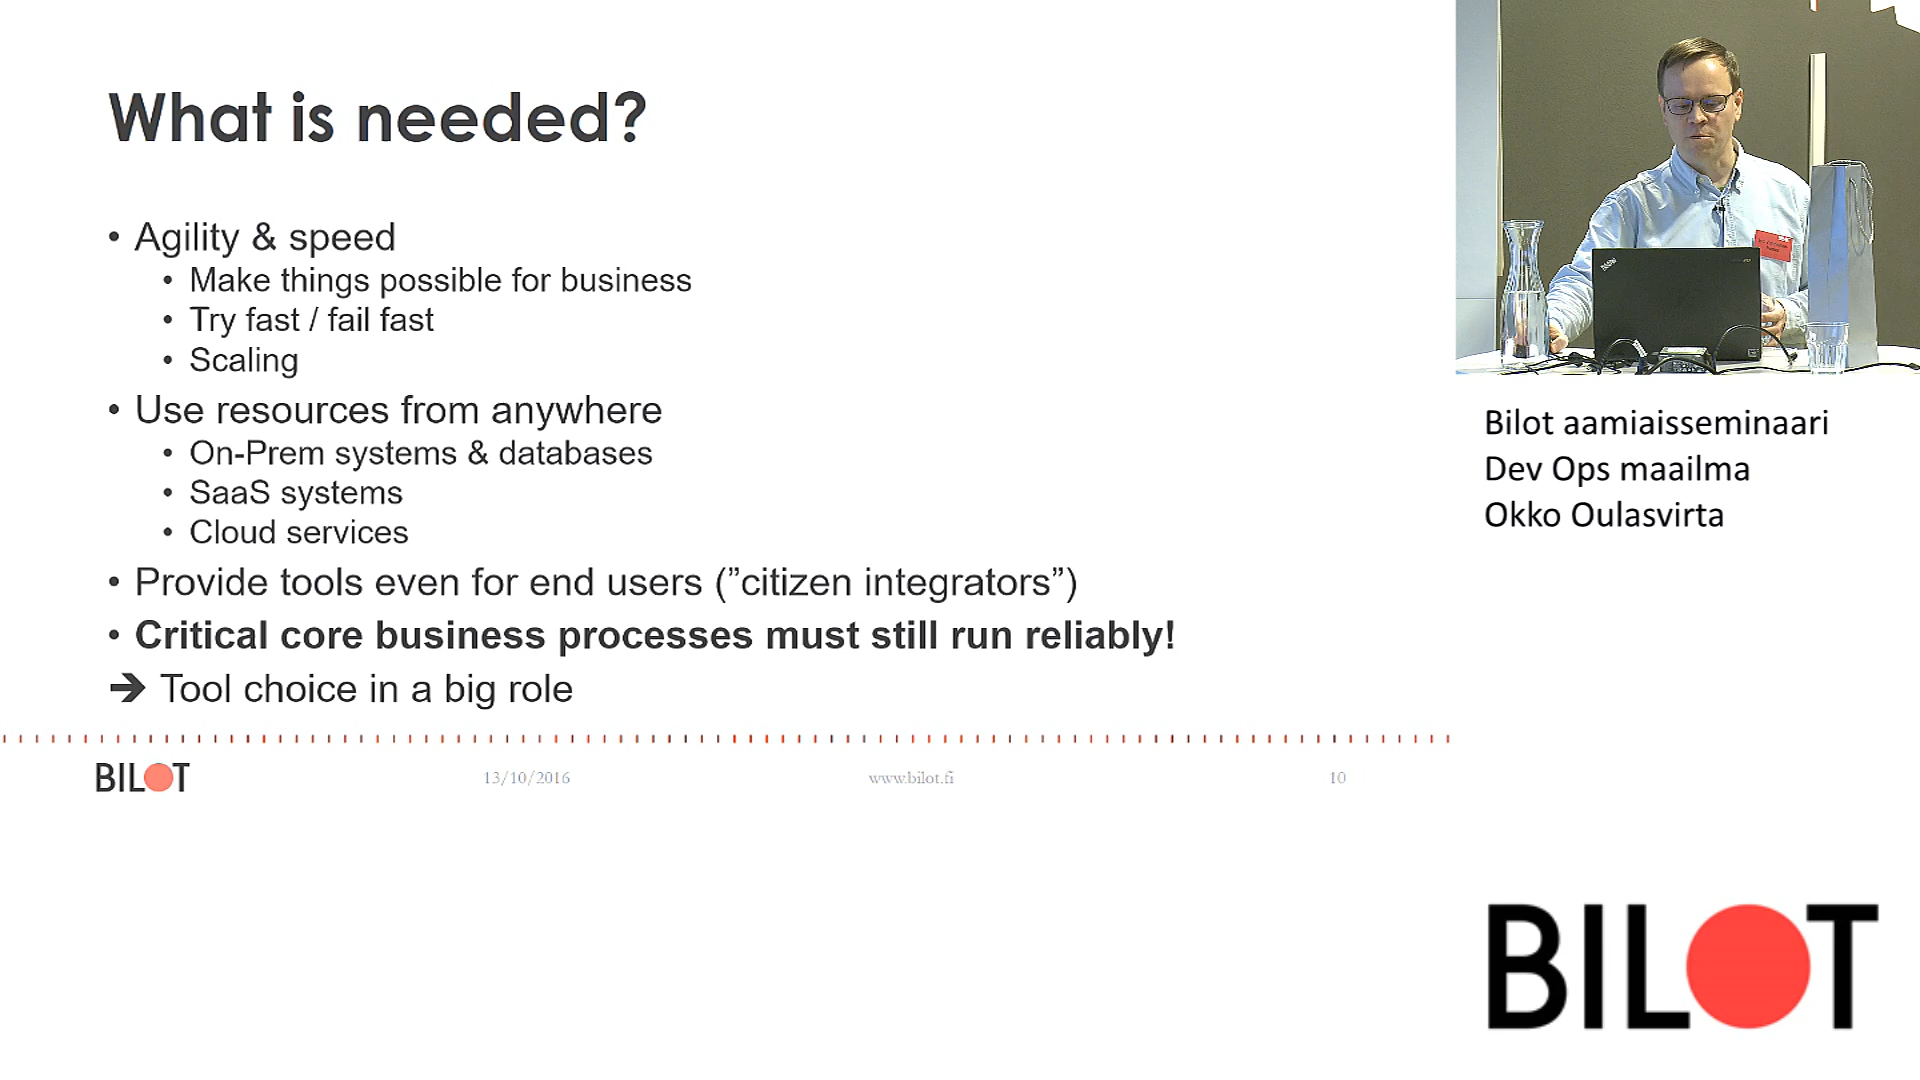 What is needed?
• Agility & speed
• Make things possible for business
• Try fast / fail fast
• Scaling
• Use resources from anywhere
• On-Prem systems & databases
• SaaS systems
• Cloud services
• Provide tools even for end users (”citizen integrators”)
• Critical core business processes must still run reliably!
➔ Tool choice in a big role
BILOT
13/10/2016
www.bilot.fi
10
Bilot aamiaisseminaari
Dev Ops maailma
Okko Oulasvirta
BILOT